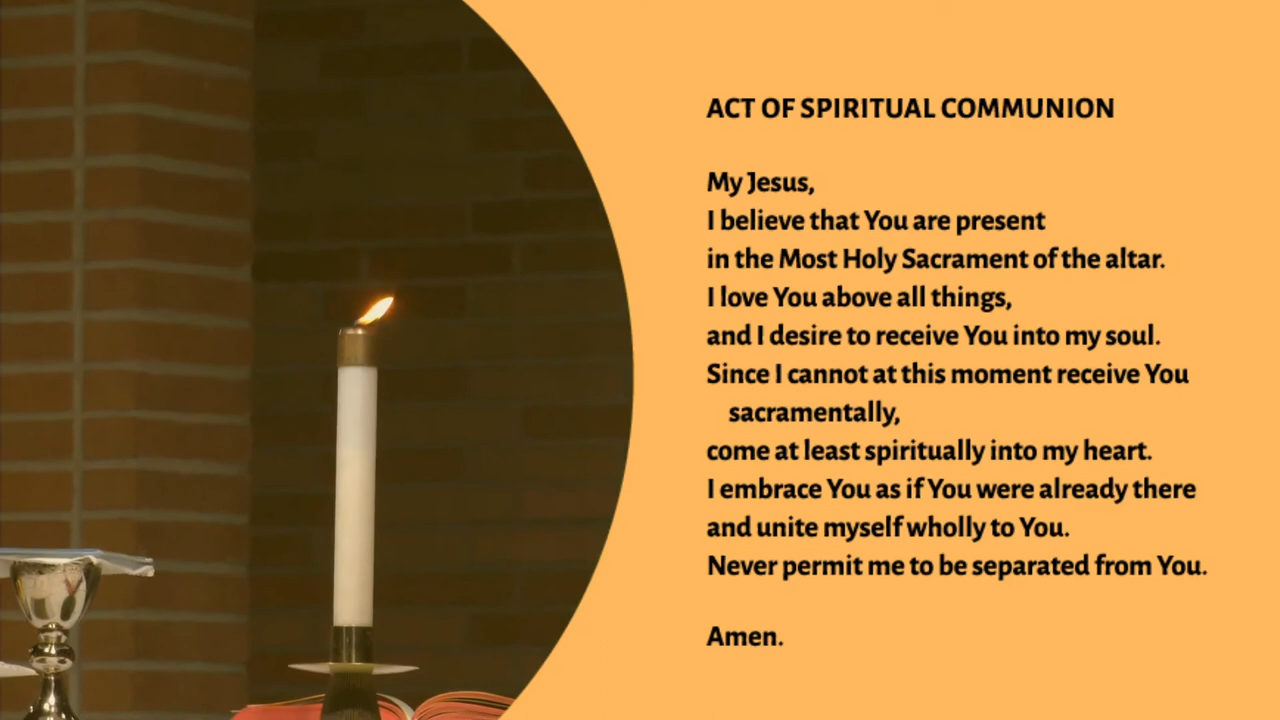 ACT OF SPIRITUAL COMMUNION
My Jesus,
I believe that You are present
in the Most Holy Sacrament of the altar.
I love You above all things,
and I desire to receive You into my soul.
Since I cannot at this moment receive You
sacramentally,
come at least spiritually into my heart.
I embrace You as if You were already there
and unite myself wholly to You.
Never permit me to be separated from You.
Amen.